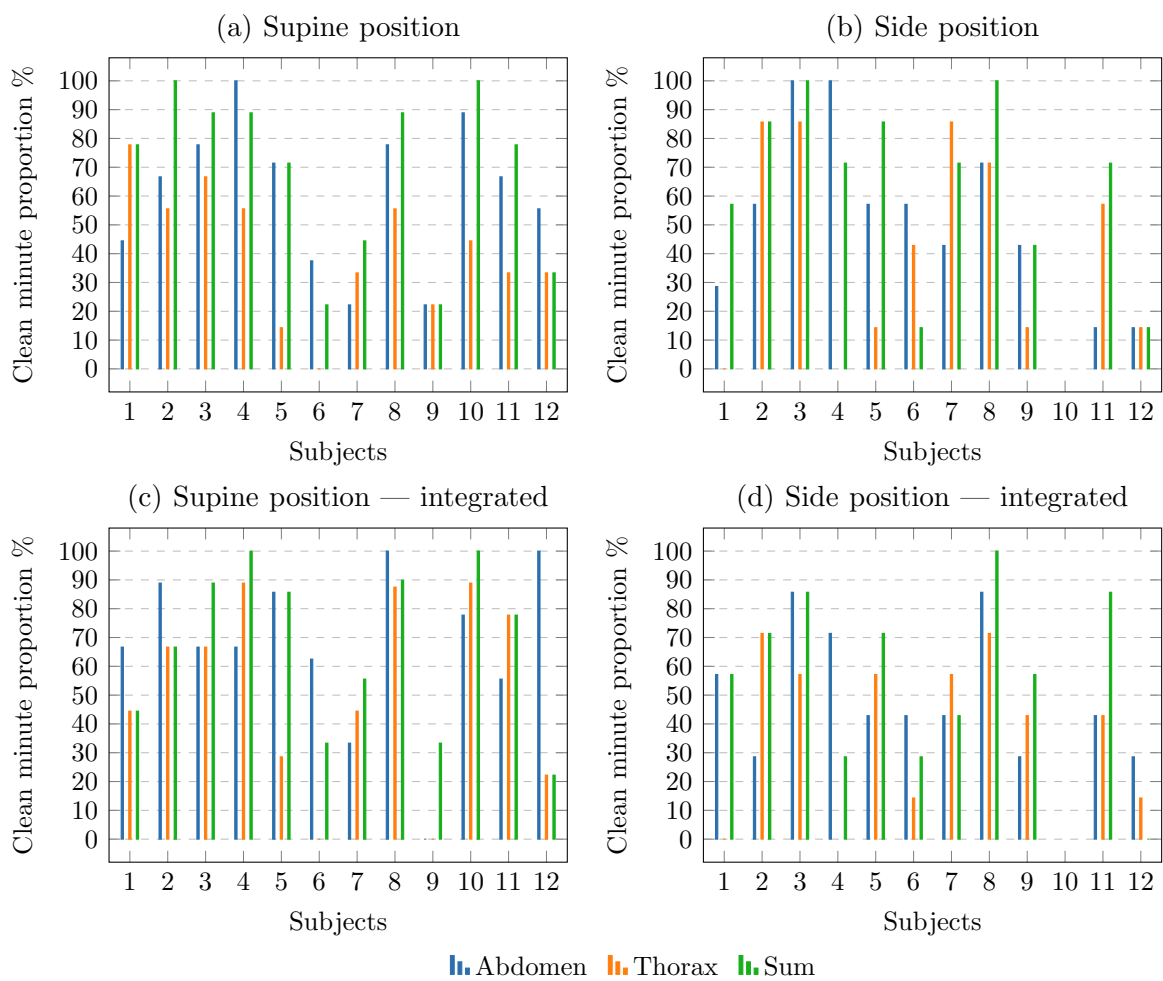 (a) Supine position
Clean minute proportion %
100
90
80
70
60
50
40
30
20
10
0
1 2 3 4 5 6 7 8 9 10 11 12
Subjects
(b) Side position
Clean minute proportion %
100
90
80
70
60
50
40
30
20
10
0
1 2 3 4 5 6 7 8 9 10 11 12
Subjects
(c) Supine position — integrated
Clean minute proportion %
100
90
80
70
60
50
40
30
20
10
0
1 2 3 4 5 6 7 8 9 10 11 12
Subjects
(d) Side position — integrated
Clean minute proportion %
100
90
80
70
60
50
40
30
20
10
0
1 2 3 4 5 6 7 8 9 10 11 12
Subjects
Abdomen Thorax Sum